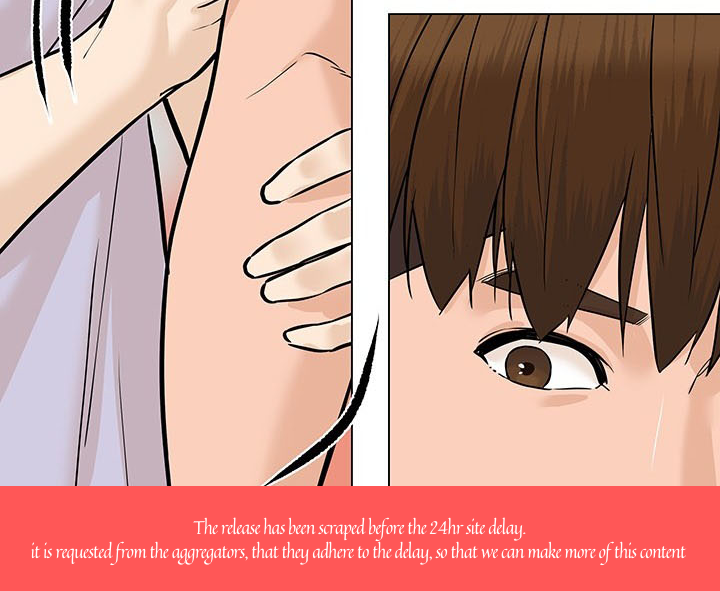 The release has been scraped before the 24hr site delay.
it is requested from the aggregators, that they adhere to the delay, so that we can make more of this content